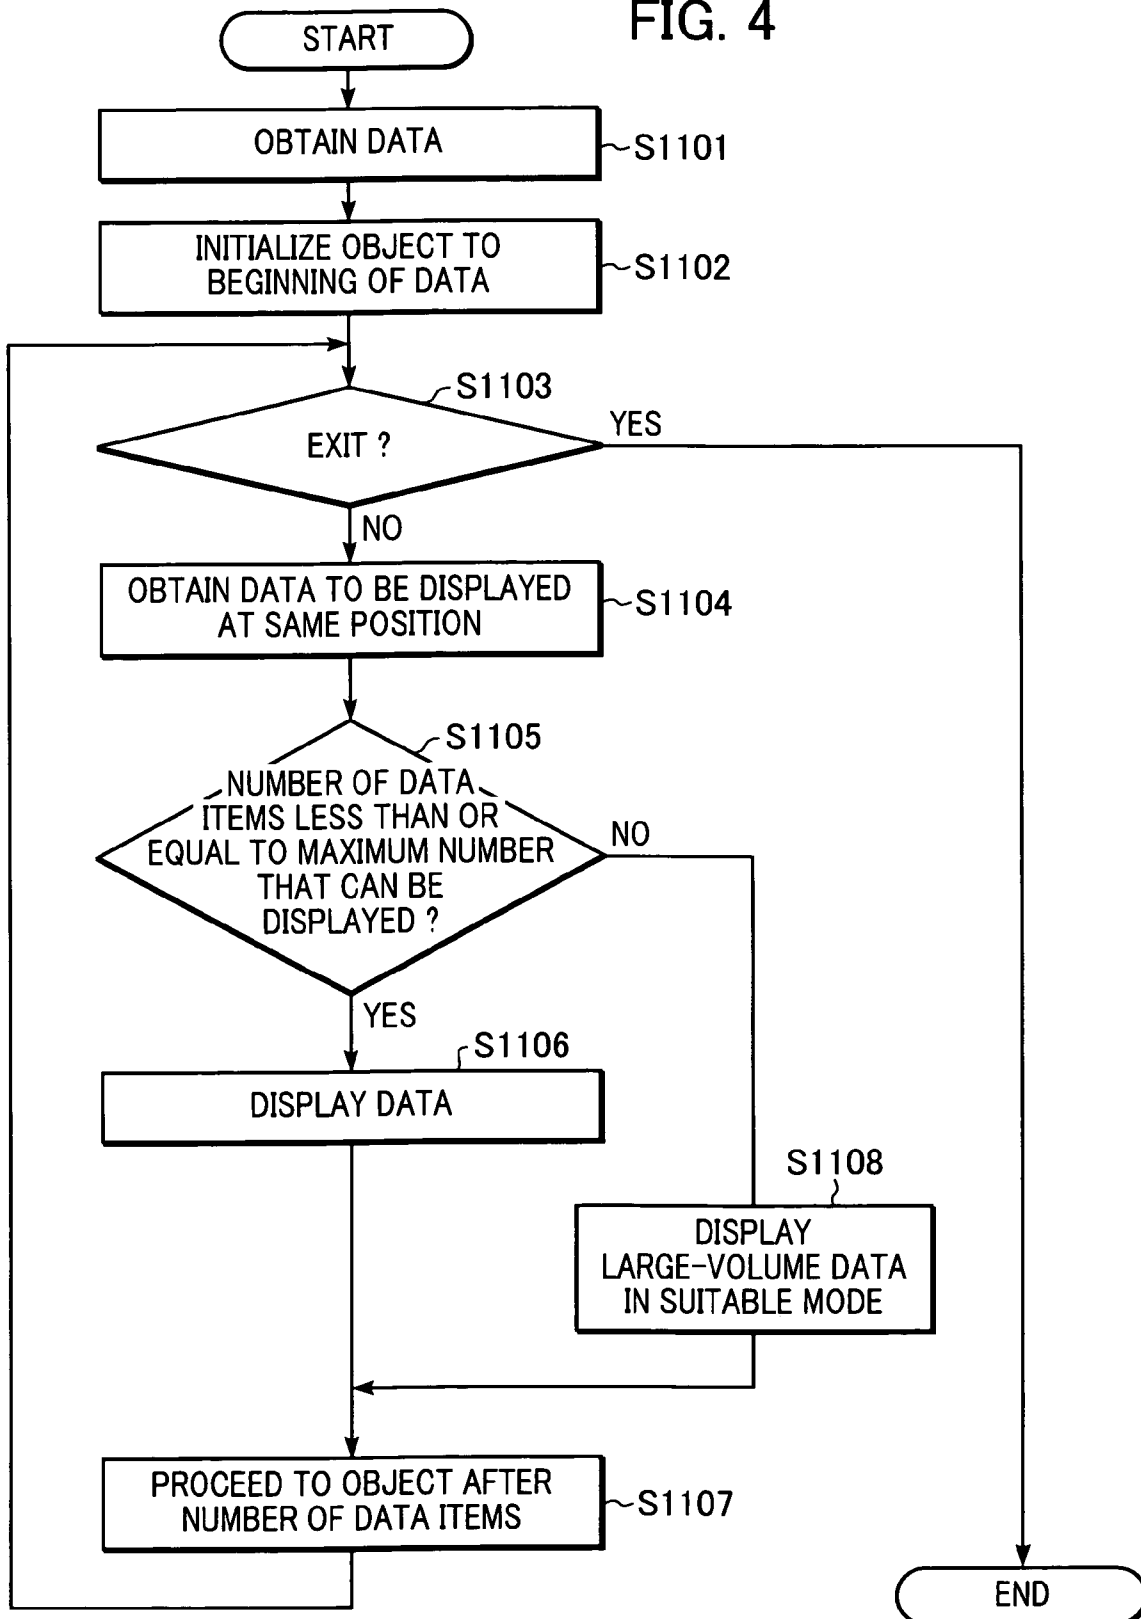 FIG. 4
START
OBTAIN DATA
S1101
INITIALIZE OBJECT TO
BEGINNING OF DATA
S1102
S1103
EXIT ?
YES
NO
OBTAIN DATA TO BE DISPLAYED
AT SAME POSITION
S1104
S1105
NUMBER OF DATA
ITEMS LESS THAN OR
EQUAL TO MAXIMUM NUMBER
THAT CAN BE
DISPLAYED ?
NO
YES
S1106
DISPLAY DATA
S1108
DISPLAY
LARGE-VOLUME DATA
IN SUITABLE MODE
PROCEED TO OBJECT AFTER
NUMBER OF DATA ITEMS
S1107
END